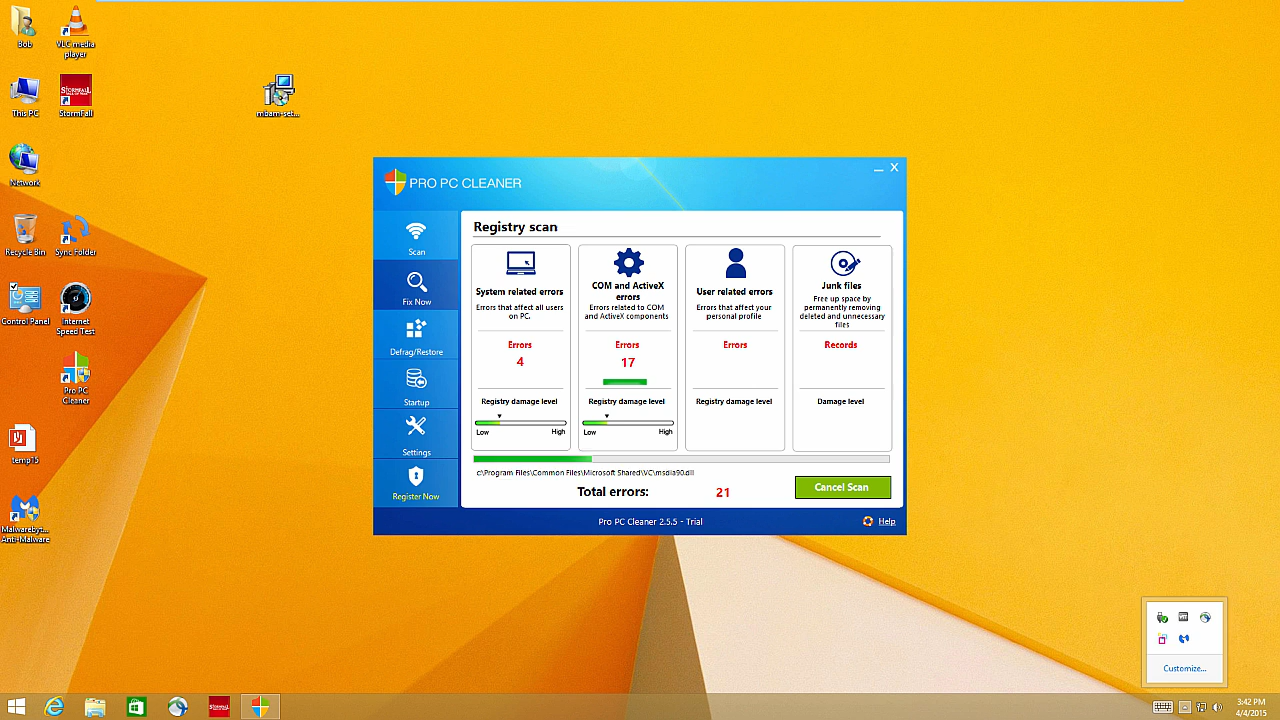 Bob
VLC media
player
This PC
STORMFALL
StormFall
mbam-set...
Network
Recycle Bin
Sync Folder
Control Panel
Internet
Speed Test
Pro PC
Cleaner
temp15
Malwareby...
Anti-Malware
PRO PC CLEANER
Scan
Fix Now
Defrag/Restore
Startup
Settings
Register Now
Registry scan
System related errors
Errors that affect all users
on PC.
Errors
4
Registry damage level
Low
High
COM and ActiveX
errors
Errors related to COM
and ActiveX components
Errors
17
Registry damage level
Low
High
User related errors
Errors that affect your
personal profile
Errors
Registry damage level
Junk files
Free up space by
permanently removing
deleted and unnecessary
files
Records
Damage level
c:\Program Files\Common Files\Microsoft Shared\VC\msdia90.dll
Total errors:
21
Cancel Scan
Pro PC Cleaner 2.5.5 - Trial
Help
Customize...
STORMFALL
3:42 PM
4/4/2015